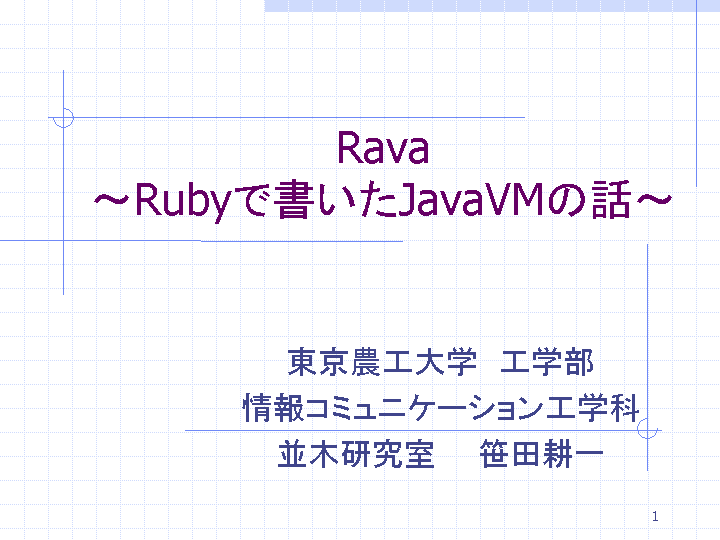 Rava
～Rubyで書いたJavaVMの話～
東京農工大学　工学部
情報コミュニケーション工学科
並木研究室　笹田耕一
1